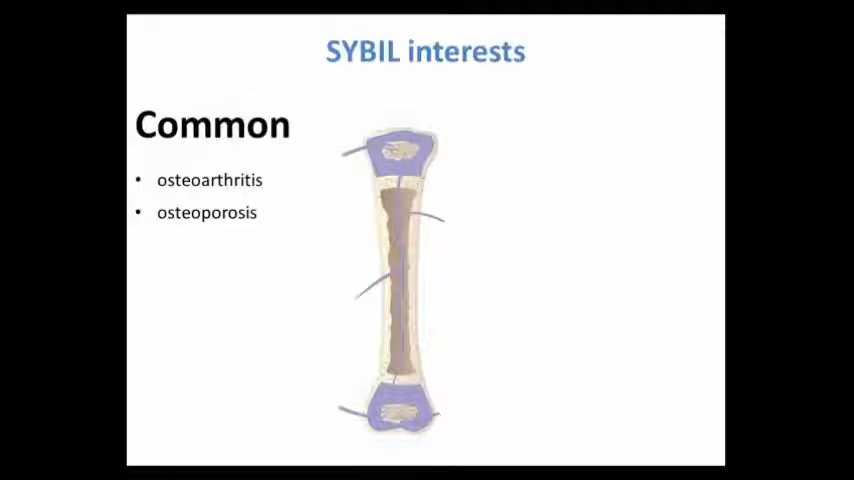 SYBIL interests
Common
• osteoarthritis
• osteoporosis